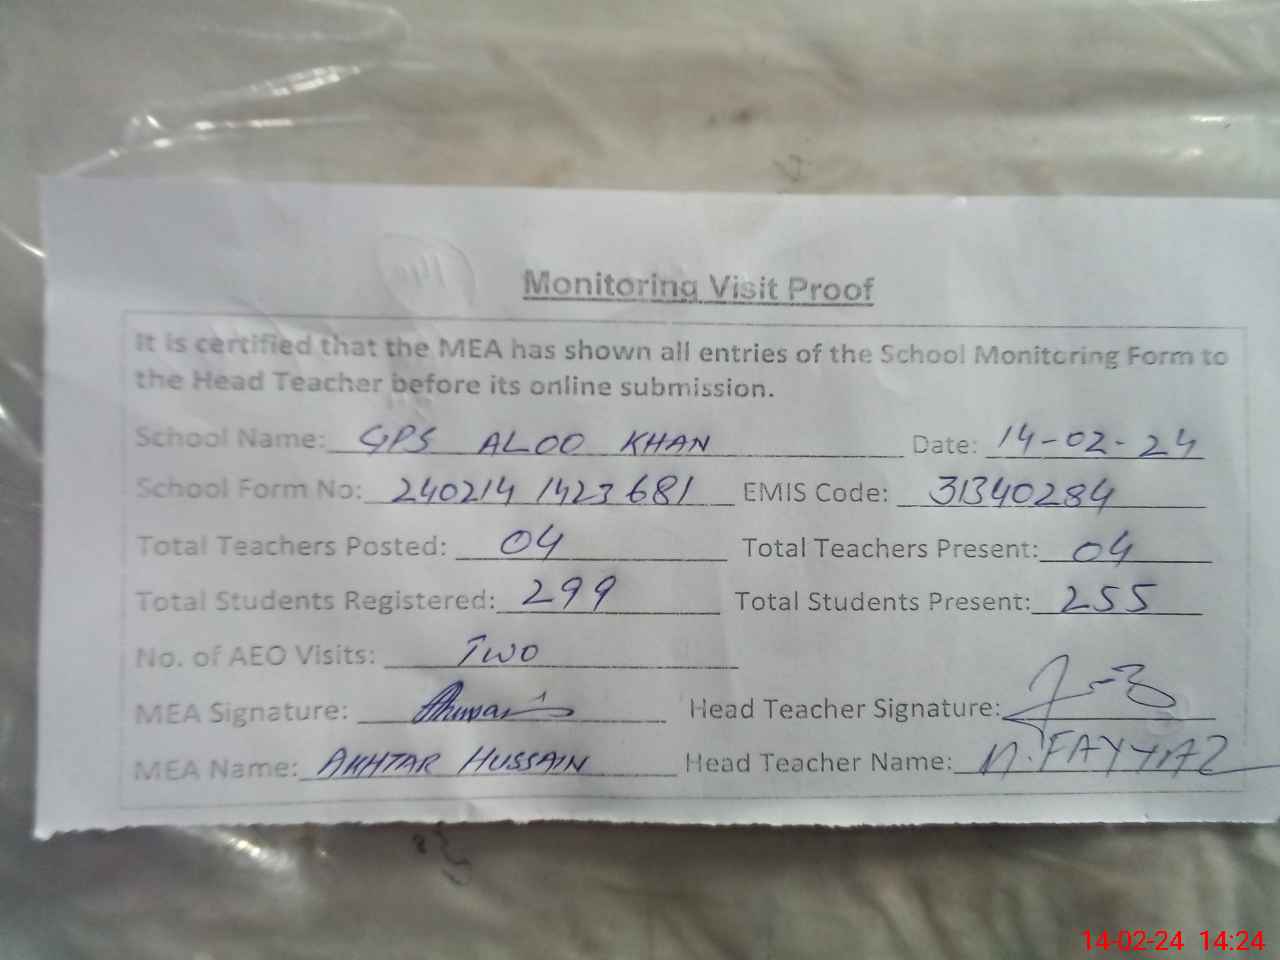 Monitoring Visit Proof
It is certified that the MEA has shown all entries of the School Monitoring Form to
the Head Teacher before its online submission.
School Name: GPS ALOO KHAN Date: 14-02-24
School Form No: 240214 1423681 EMIS Code: 31340284
Total Teachers Posted: 04 Total Teachers Present: 04
Total Students Registered: 299 Total Students Present: 255
No. of AEO Visits: Two
MEA Signature: Head Teacher Signature:
MEA Name: AKHTAR HUSSAIN Head Teacher Name: M. FAYYAZ
14-02-24 14:24